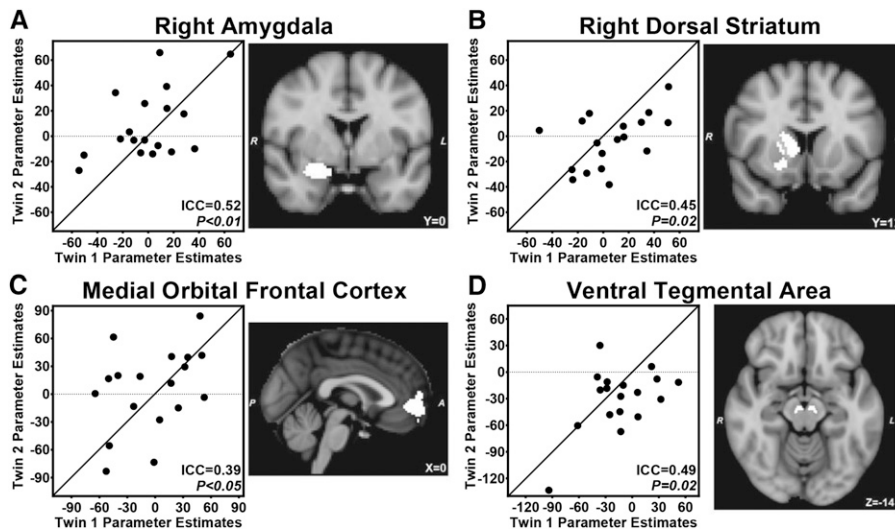 A Right Amygdala
Twin 2 Parameter Estimates
60
40
20
0
-20
-40
-60
ICC=0.52
P<0.01
-60 -40 -20 0 20 40 60
Twin 1 Parameter Estimates
R L
Y=0
B Right Dorsal Striatum
Twin 2 Parameter Estimates
60
40
20
0
-20
-40
-60
ICC=0.45
P=0.02
-60 -40 -20 0 20 40 60
Twin 1 Parameter Estimates
R L
C Medial Orbital Frontal Cortex
Twin 2 Parameter Estimates
90
60
30
0
-30
-60
-90
ICC=0.39
P<0.05
-90 -60 -30 0 30 60 90
Twin 1 Parameter Estimates
P A
X=0
D Ventral Tegmental Area
Twin 2 Parameter Estimates
60
30
0
-30
-60
-90
-120
ICC=0.49
P=0.02
-120 -90 -60 -30 0 30 60
Twin 1 Parameter Estimates
R L
Z=-14